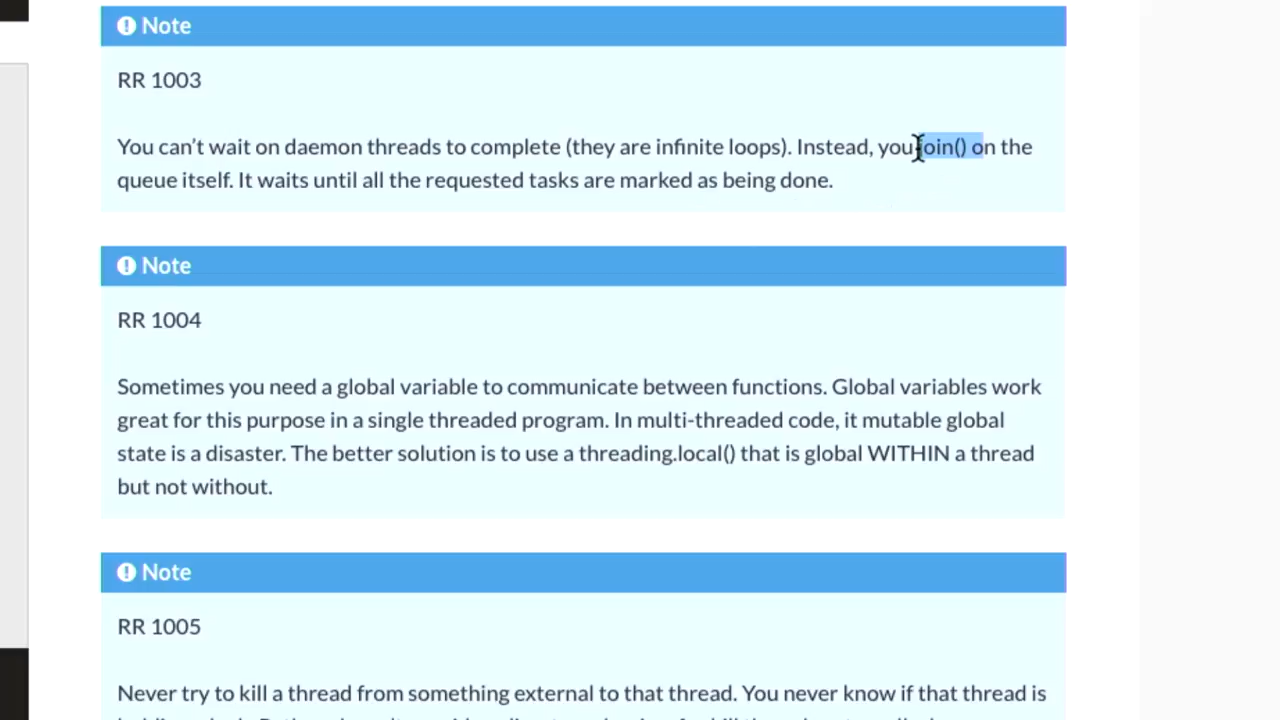 Note
RR 1003
You can’t wait on daemon threads to complete (they are infinite loops). Instead, you join() on the
queue itself. It waits until all the requested tasks are marked as being done.
Note
RR 1004
Sometimes you need a global variable to communicate between functions. Global variables work
great for this purpose in a single threaded program. In multi-threaded code, it mutable global
state is a disaster. The better solution is to use a threading.local() that is global WITHIN a thread
but not without.
Note
RR 1005
Never try to kill a thread from something external to that thread. You never know if that thread is